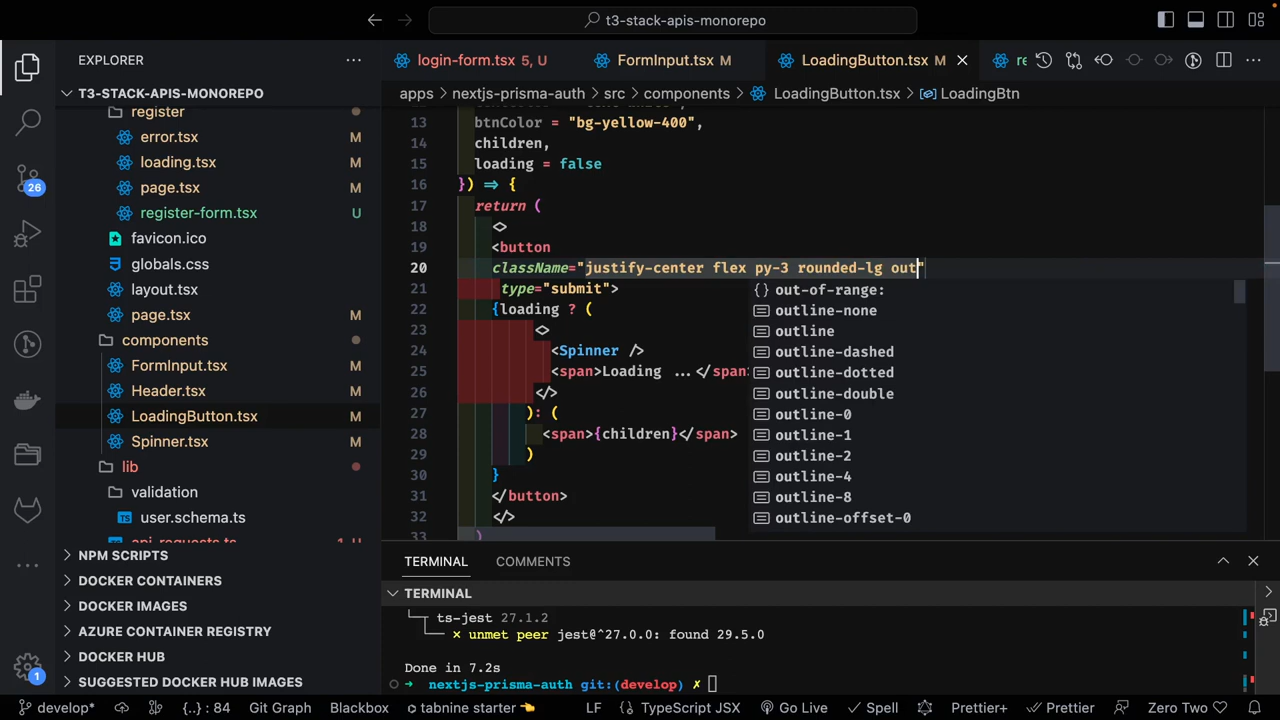 t3-stack-apis-monorepo
EXPLORER
login-form.tsx 5, U
FormInput.tsx M
LoadingButton.tsx M
re
T3-STACK-APIS-MONOREPO
apps > nextjs-prisma-auth > src > components > LoadingButton.tsx > LoadingBtn
register
error.tsx M
loading.tsx M
page.tsx M
register-form.tsx U
favicon.ico
globals.css
layout.tsx
page.tsx
components
FormInput.tsx
Header.tsx
LoadingButton.tsx
Spinner.tsx
lib
validation
user.schema.ts
api_requests.ts 1, U
NPM SCRIPTS
DOCKER CONTAINERS
DOCKER IMAGES
AZURE CONTAINER REGISTRY
DOCKER HUB
SUGGESTED DOCKER HUB IMAGES
26
1
13 btnColor = "bg-yellow-400",
14 children,
15 loading = false
16 }) => {
17 return (
18 <>
19 <button
20 className="justify-center flex py-3 rounded-lg out"
21 type="submit">
22 {loading ? (
23 <>
24 <Spinner />
25 <span>Loading ...</span>
26 </>
27 ): (
28 <span>{children}</span>
29 )
30 }
31 </button>
32 </>
33 )
{} out-of-range:
outline-none
outline
outline-dashed
outline-dotted
outline-double
outline-0
outline-1
outline-2
outline-4
outline-8
outline-offset-0
TERMINAL COMMENTS
TERMINAL
ts-jest 27.1.2
× unmet peer jest@^27.0.0: found 29.5.0
Done in 7.2s
→ nextjs-prisma-auth git:(develop) ✗
develop* {..} : 84 Git Graph Blackbox tabnine starter 👈 LF TypeScript JSX Go Live Spell Prettier+ Prettier Zero Two